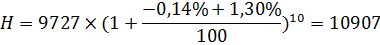 H = 9727 × (1 + (−0,14% + 1,30%)/100)^10 = 10907